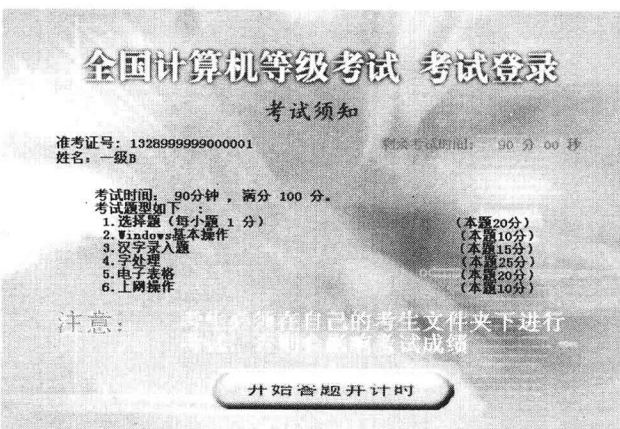 全国计算机等级考试 考试登录
考试须知
准考证号: 1328999999000001
剩余考试时间: 90 分 00 秒
姓名: 一级B
考试时间: 90分钟 , 满分 100 分。
考试题型如下 :
1.选择题(每小题 1 分) (本题20分)
2.Windows基本操作 (本题10分)
3.汉字录入题 (本题15分)
4.字处理 (本题25分)
5.电子表格 (本题20分)
6.上网操作 (本题10分)
注意: 考生必须在自己的考生文件夹下进行
考试，否则将影响考试成绩
开始答题并计时